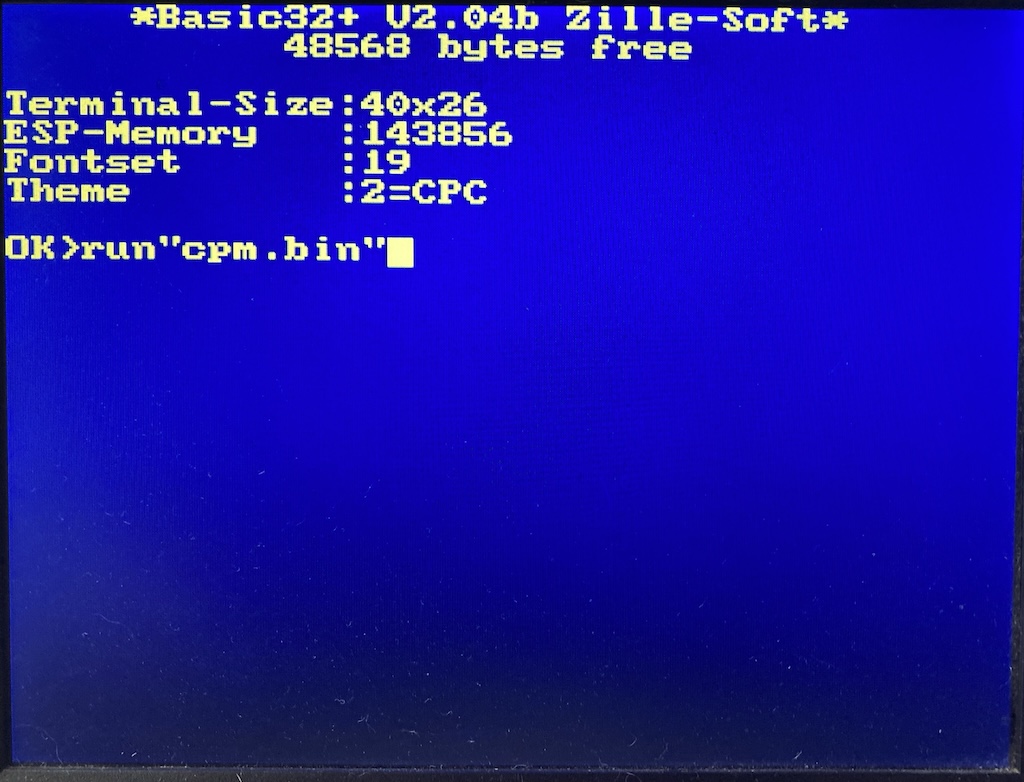 *Basic32+ V2.04b Zille-Soft*
48568 bytes free
Terminal-Size:40x26
ESP-Memory    :143856
Fontset       :19
Theme         :2=CPC
OK>run"cpm.bin"